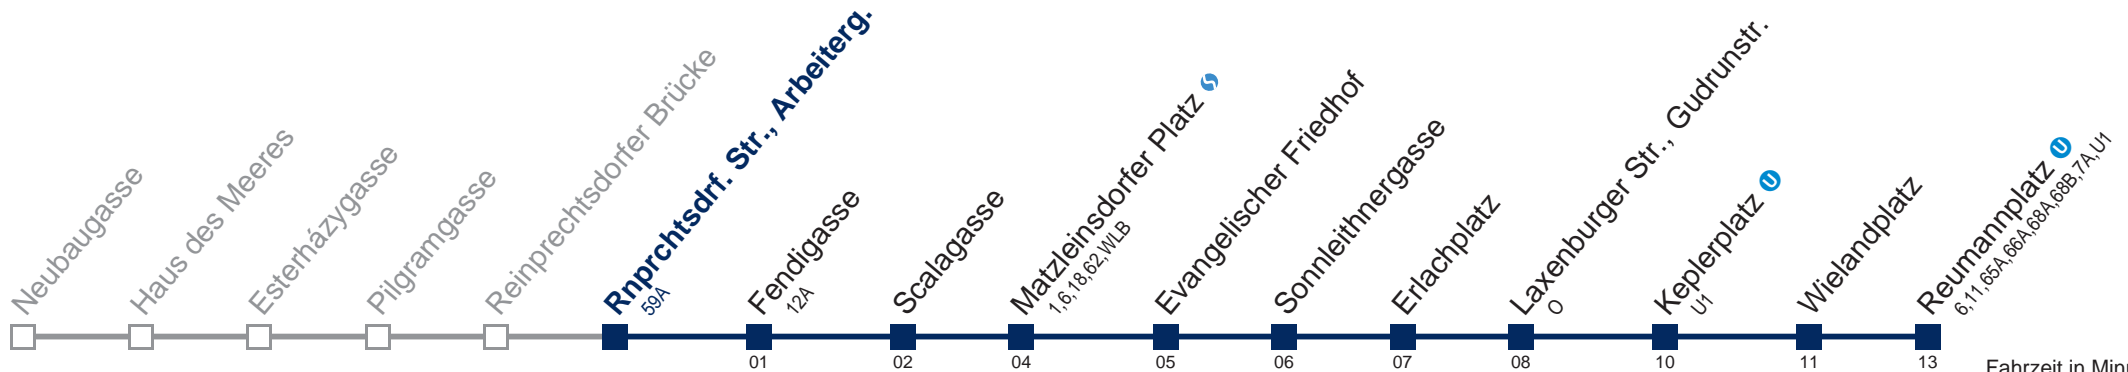 Neubaugasse
Haus des Meeres
Esterházygasse
Pilgramgasse
Reinprechtsdorfer Brücke
Rnprchtsdrf. Str., Arbeiterg.
59A
Fendigasse
12A
Scalagasse
Matzleinsdorfer Platz
1,6,18,62,WLB
Evangelischer Friedhof
Sonnleithnergasse
Erlachplatz
Laxenburger Str., Gudrunstr.
O
Keplerplatz U
U1
Wielandplatz
Reumannplatz U
6,11,65A,66A,68A,68B,7A,U1
01 02 04 05 06 07 08 10 11 13
Fahrzeit in